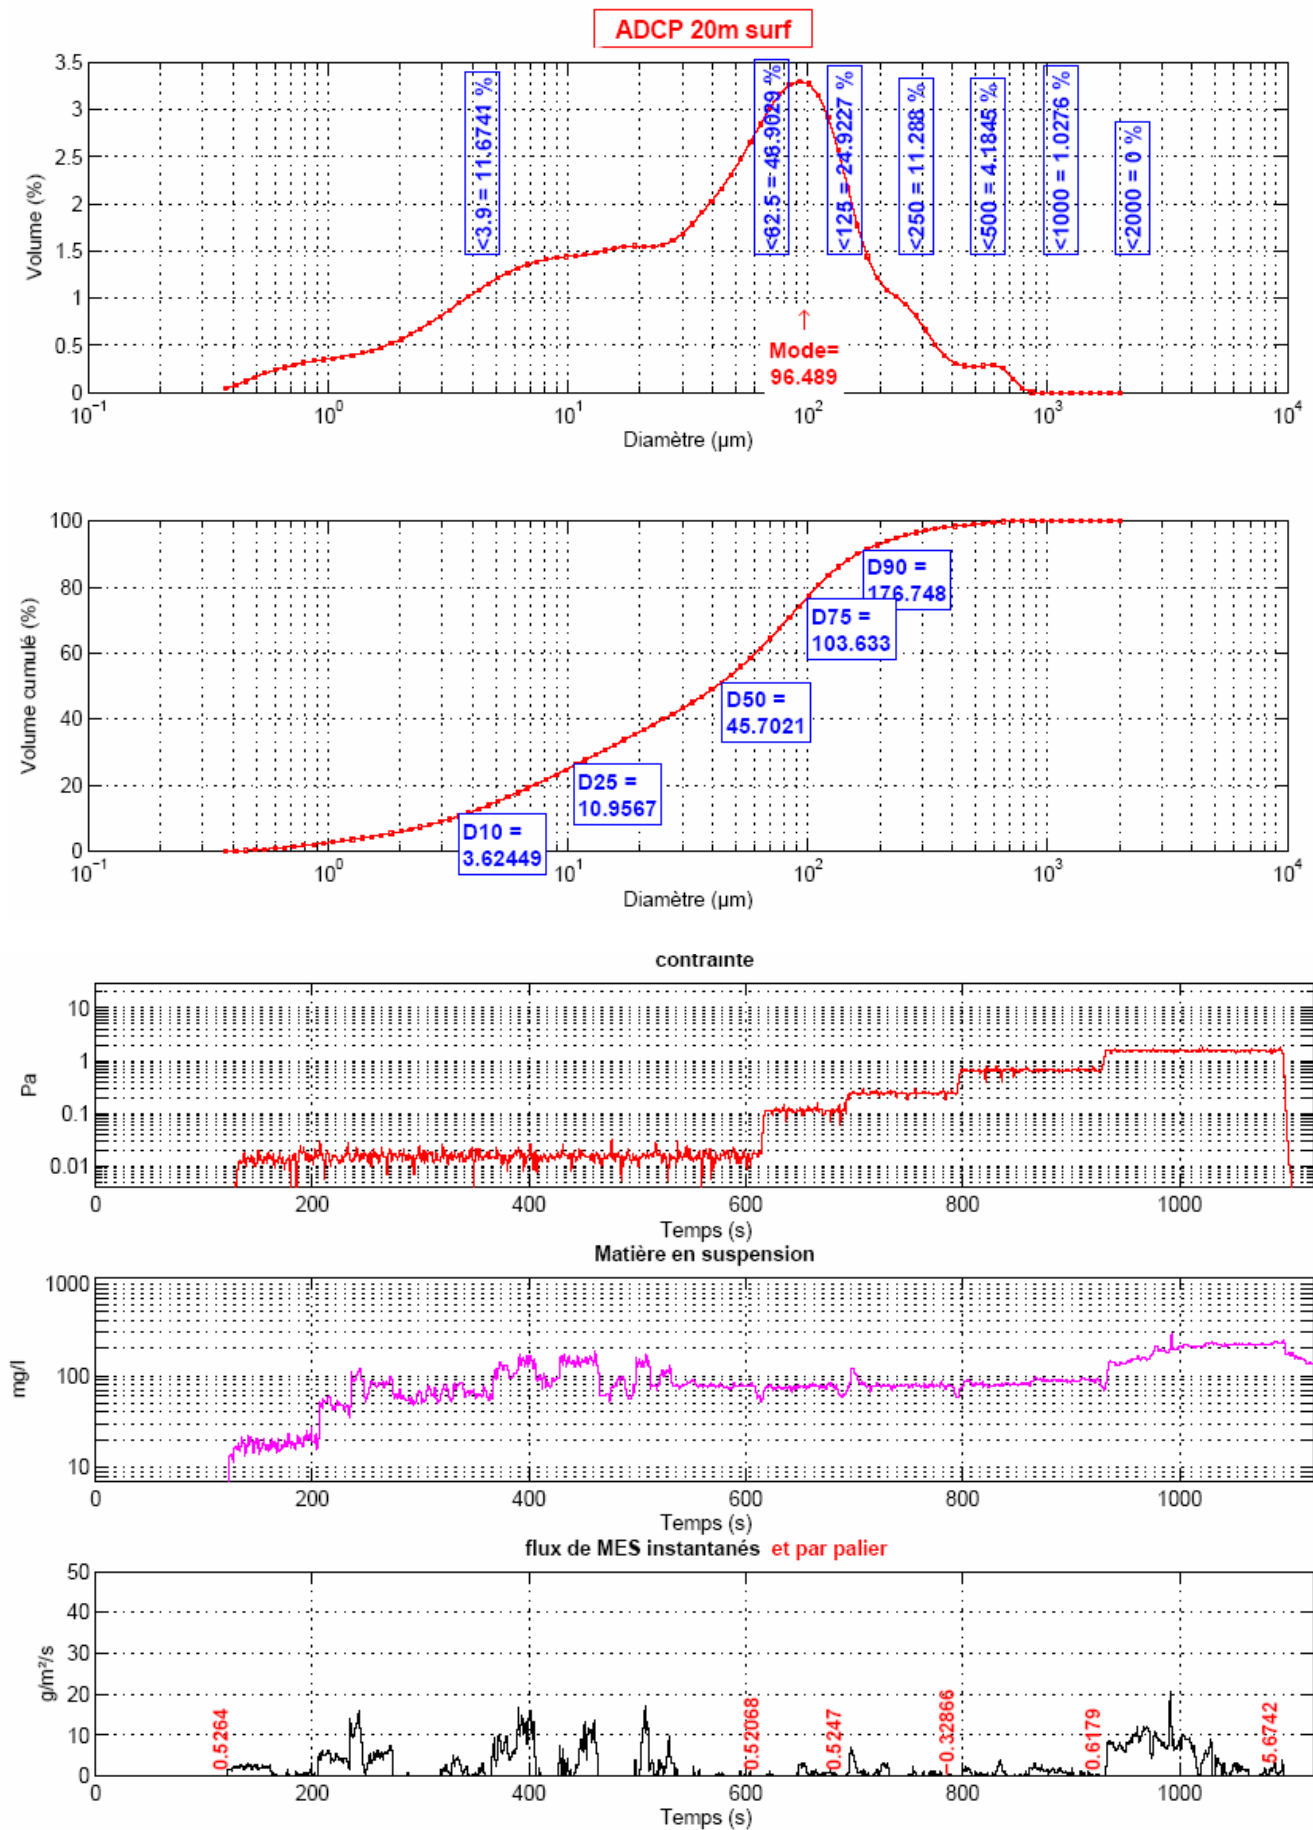 ADCP 20m surf
3.5
3
2.5
2
1.5
1
0.5
0
Volume (%)
<3.9 = 11.6741 %
<62.5 = 46.9029 %
<125 = 24.9227 %
<250 = 11.288 %
<500 = 4.1845 %
<1000 = 1.0276 %
<2000 = 0 %
Mode=
96.489
10⁻¹ 10⁰ 10¹ 10² 10³ 10⁴
Diamètre (µm)
100
80
60
40
20
0
Volume cumulé (%)
D90 =
176.748
D75 =
103.633
D50 =
45.7021
D25 =
10.9567
D10 =
3.62449
10⁻¹ 10⁰ 10¹ 10² 10³ 10⁴
Diamètre (µm)
contrainte
10
1
0.1
0.01
Pa
0 200 400 600 800 1000
Temps (s)
Matière en suspension
1000
100
10
mg/l
0 200 400 600 800 1000
Temps (s)
flux de MES instantanés et par palier
50
40
30
20
10
0
g/m²/s
0.5264
0.52068
0.5247
-0.32866
0.6179
5.6742
0 200 400 600 800 1000
Temps (s)